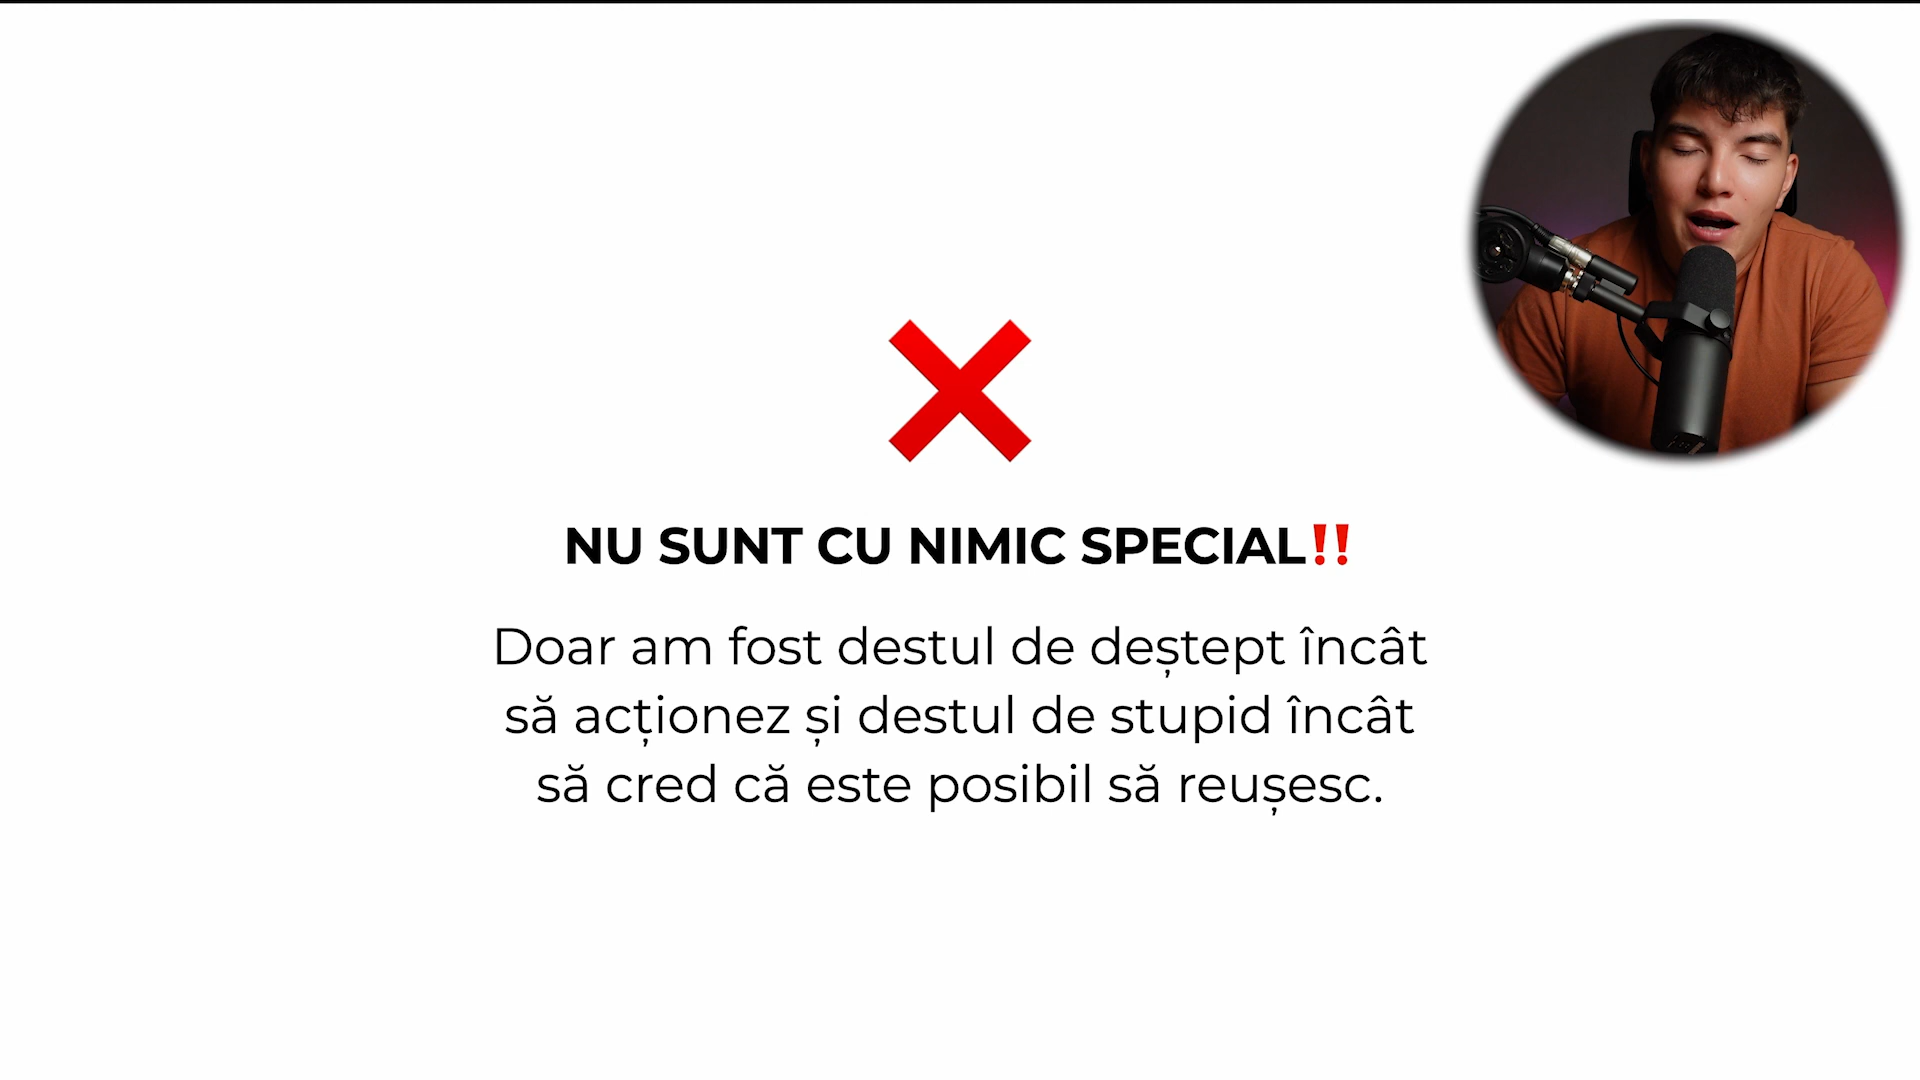 NU SUNT CU NIMIC SPECIAL‼️
Doar am fost destul de deștept încât
să acționez și destul de stupid încât
să cred că este posibil să reușesc.